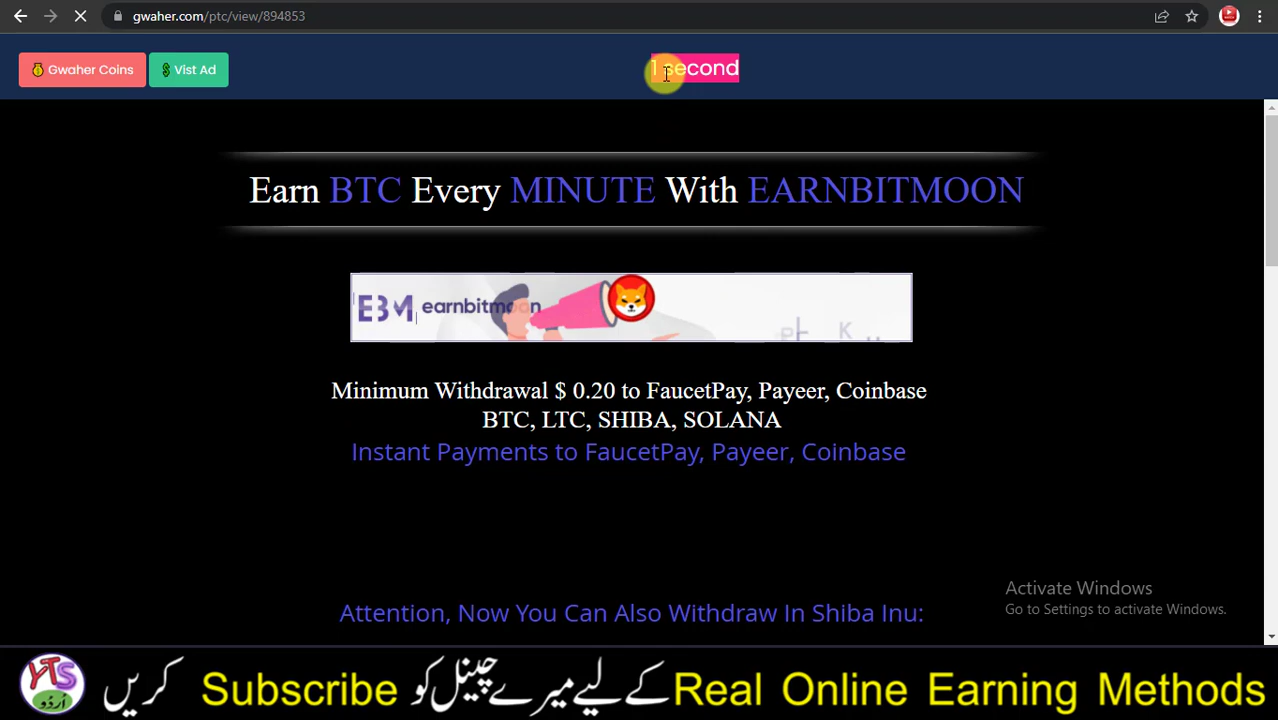 gwaher.com/ptc/view/894853
Gwaher Coins
Vist Ad
1 second
Earn BTC Every MINUTE With EARNBITMOON
EBM earnbitmoon
Minimum Withdrawal $ 0.20 to FaucetPay, Payeer, Coinbase
BTC, LTC, SHIBA, SOLANA
Instant Payments to FaucetPay, Payeer, Coinbase
Attention, Now You Can Also Withdraw In Shiba Inu:
Activate Windows
Go to Settings to activate Windows.
YTS
اُردُو
Real Online Earning Methods کے لیے میرے چینل کو Subscribe کریں